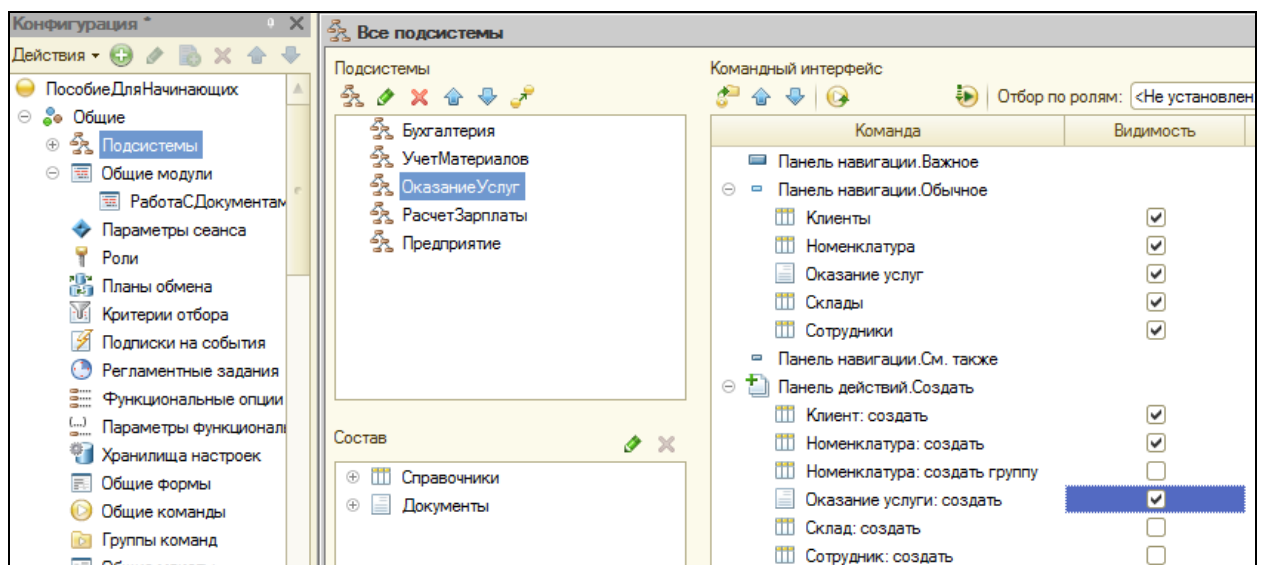 Конфигурация *
Действия
ПособиеДляНачинающих
Общие
Подсистемы
Общие модули
РаботаСДокументам
Параметры сеанса
Роли
Планы обмена
Критерии отбора
Подписки на события
Регламентные задания
Функциональные опции
Параметры функционал
Хранилища настроек
Общие формы
Общие команды
Группы команд
Все подсистемы
Подсистемы
Бухгалтерия
УчетМатериалов
ОказаниеУслуг
РасчетЗарплаты
Предприятие
Состав
Справочники
Документы
Командный интерфейс
Отбор по ролям: <Не установлен
Команда Видимость
Панель навигации.Важное
Панель навигации.Обычное
Клиенты
Номенклатура
Оказание услуг
Склады
Сотрудники
Панель навигации.См. также
Панель действий.Создать
Клиент: создать
Номенклатура: создать
Номенклатура: создать группу
Оказание услуги: создать
Склад: создать
Сотрудник: создать